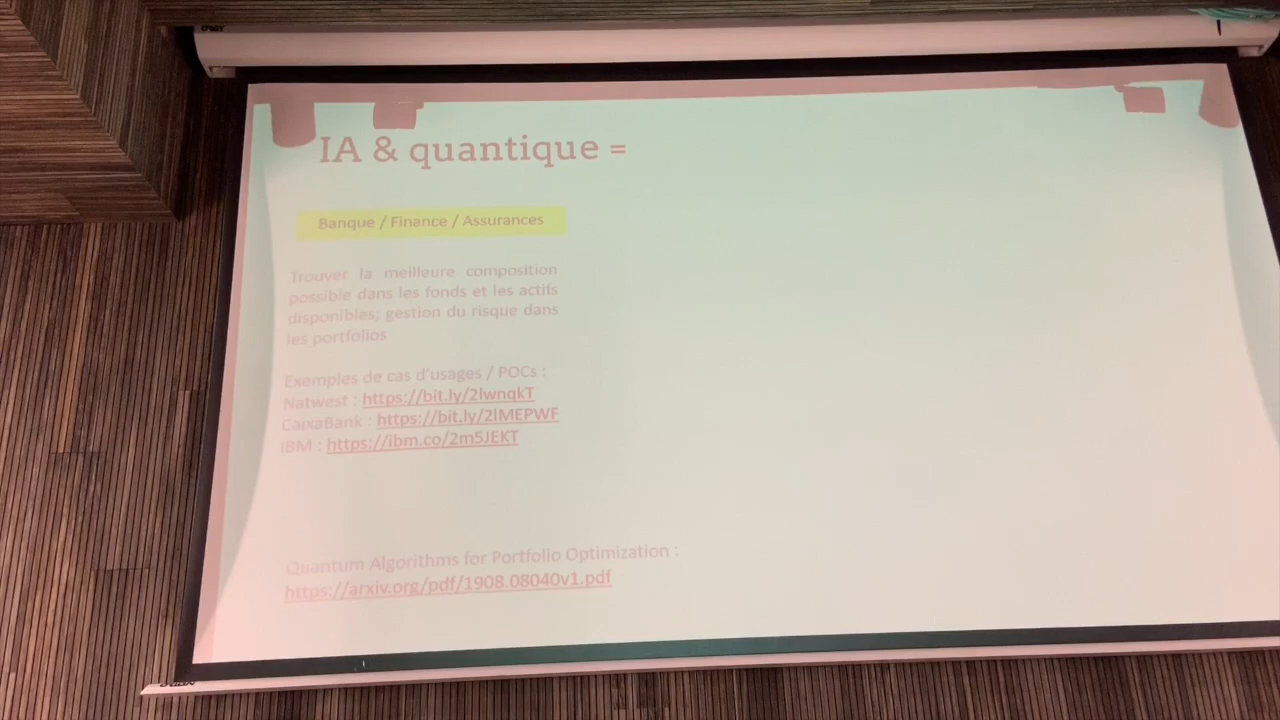 IA & quantique =
Banque / Finance / Assurances
Trouver la meilleure composition
possible dans les fonds et les actifs
disponibles; gestion du risque dans
les portfolios
Exemples de cas d'usages / POCs :
Natwest : https://bit.ly/2lwnqkT
CaixaBank : https://bit.ly/2lMEPWF
IBM : https://ibm.co/2m5JEKT
Quantum Algorithms for Portfolio Optimization :
https://arxiv.org/pdf/1908.08040v1.pdf